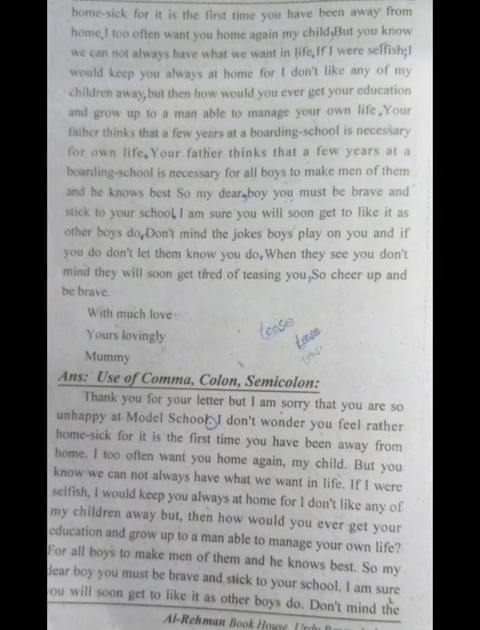 home-sick for it is the first time you have been away from
home, I too often want you home again my child, But you know
we can not always have what we want in life, If I were selfish, I
would keep you always at home for I don't like any of my
children away, but then how would you ever get your education
and grow up to a man able to manage your own life, Your
father thinks that a few years at a boarding-school is necessary
for own life, Your father thinks that a few years at a
boarding-school is necessary for all boys to make men of them
and he knows best So my dear, boy you must be brave and
stick to your school, I am sure you will soon get to like it as
other boys do, Don't mind the jokes boys play on you and if
you do don't let them know you do, When they see you don't
mind they will soon get tired of teasing you, So cheer up and
be brave.
With much love
Yours lovingly
Mummy
tease
tease
Ans: Use of Comma, Colon, Semicolon:
Thank you for your letter but I am sorry that you are so
unhappy at Model School. I don't wonder you feel rather
home-sick for it is the first time you have been away from
home. I too often want you home again, my child. But you
know we can not always have what we want in life. If I were
selfish, I would keep you always at home for I don't like any of
my children away but, then how would you ever get your
education and grow up to a man able to manage your own life?
For all boys to make men of them and he knows best. So my
dear boy you must be brave and stick to your school. I am sure
you will soon get to like it as other boys do. Don't mind the
Al-Rehman Book House, Urdu